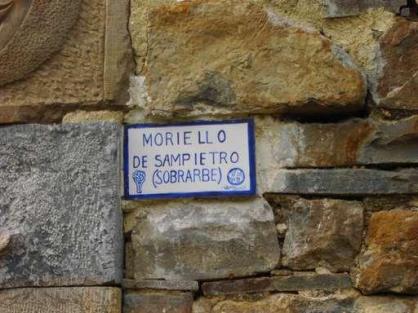 MORIELLO
DE SAMPIETRO
(SOBRARBE)